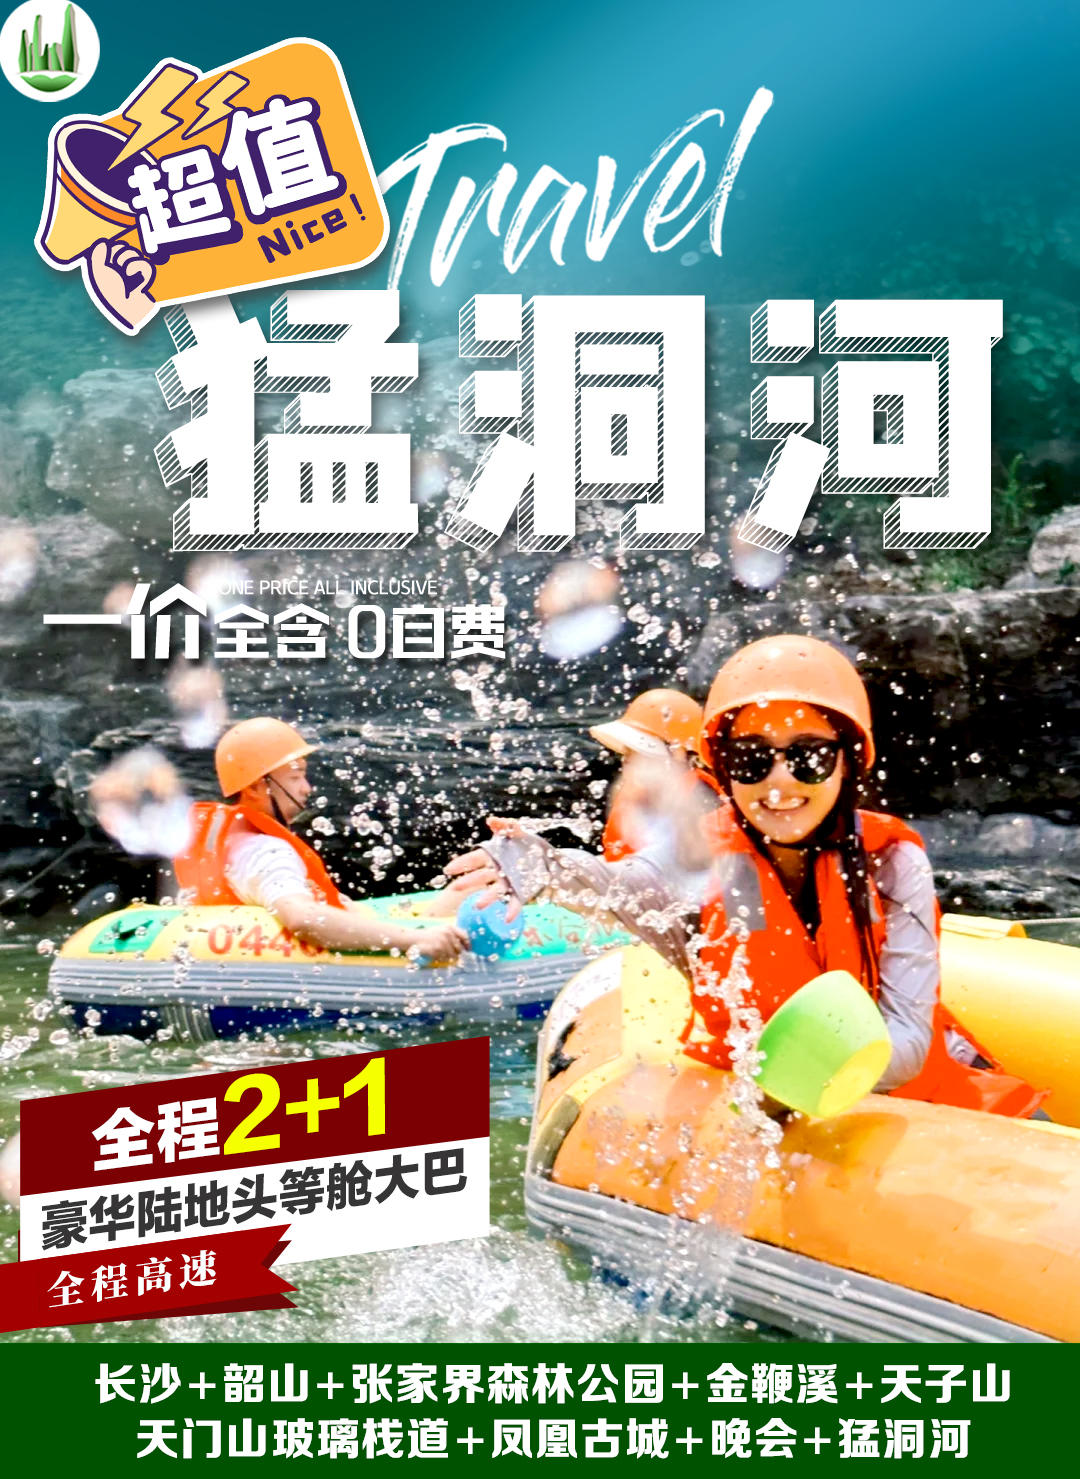 超值
Nice!
Travel
猛洞河
ONE PRICE ALL INCLUSIVE
一价全含 0自费
0440
全程2+1
豪华陆地头等舱大巴
全程高速
长沙+韶山+张家界森林公园+金鞭溪+天子山
天门山玻璃栈道+凤凰古城+晚会+猛洞河